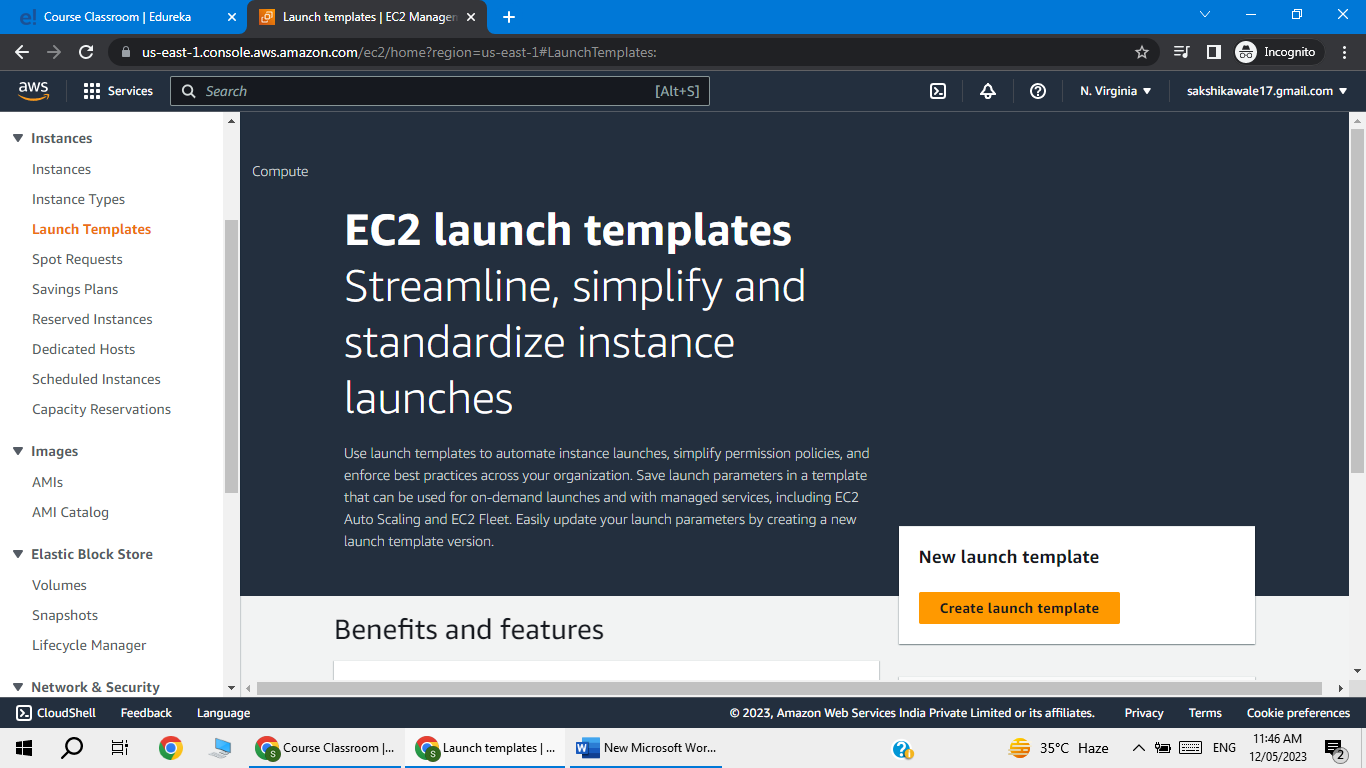 Course Classroom | Edureka
Launch templates | EC2 Managem
us-east-1.console.aws.amazon.com/ec2/home?region=us-east-1#LaunchTemplates:
Incognito
aws
Services
Search
[Alt+S]
N. Virginia
sakshikawale17.gmail.com
Instances
Instances
Instance Types
Launch Templates
Spot Requests
Savings Plans
Reserved Instances
Dedicated Hosts
Scheduled Instances
Capacity Reservations
Images
AMIs
AMI Catalog
Elastic Block Store
Volumes
Snapshots
Lifecycle Manager
Network & Security
Compute
EC2 launch templates
Streamline, simplify and
standardize instance
launches
Use launch templates to automate instance launches, simplify permission policies, and
enforce best practices across your organization. Save launch parameters in a template
that can be used for on-demand launches and with managed services, including EC2
Auto Scaling and EC2 Fleet. Easily update your launch parameters by creating a new
launch template version.
New launch template
Create launch template
Benefits and features
CloudShell
Feedback
Language
© 2023, Amazon Web Services India Private Limited or its affiliates.
Privacy
Terms
Cookie preferences
Course Classroom |...
Launch templates | ...
New Microsoft Wor...
35°C Haze
ENG
11:46 AM
12/05/2023
2